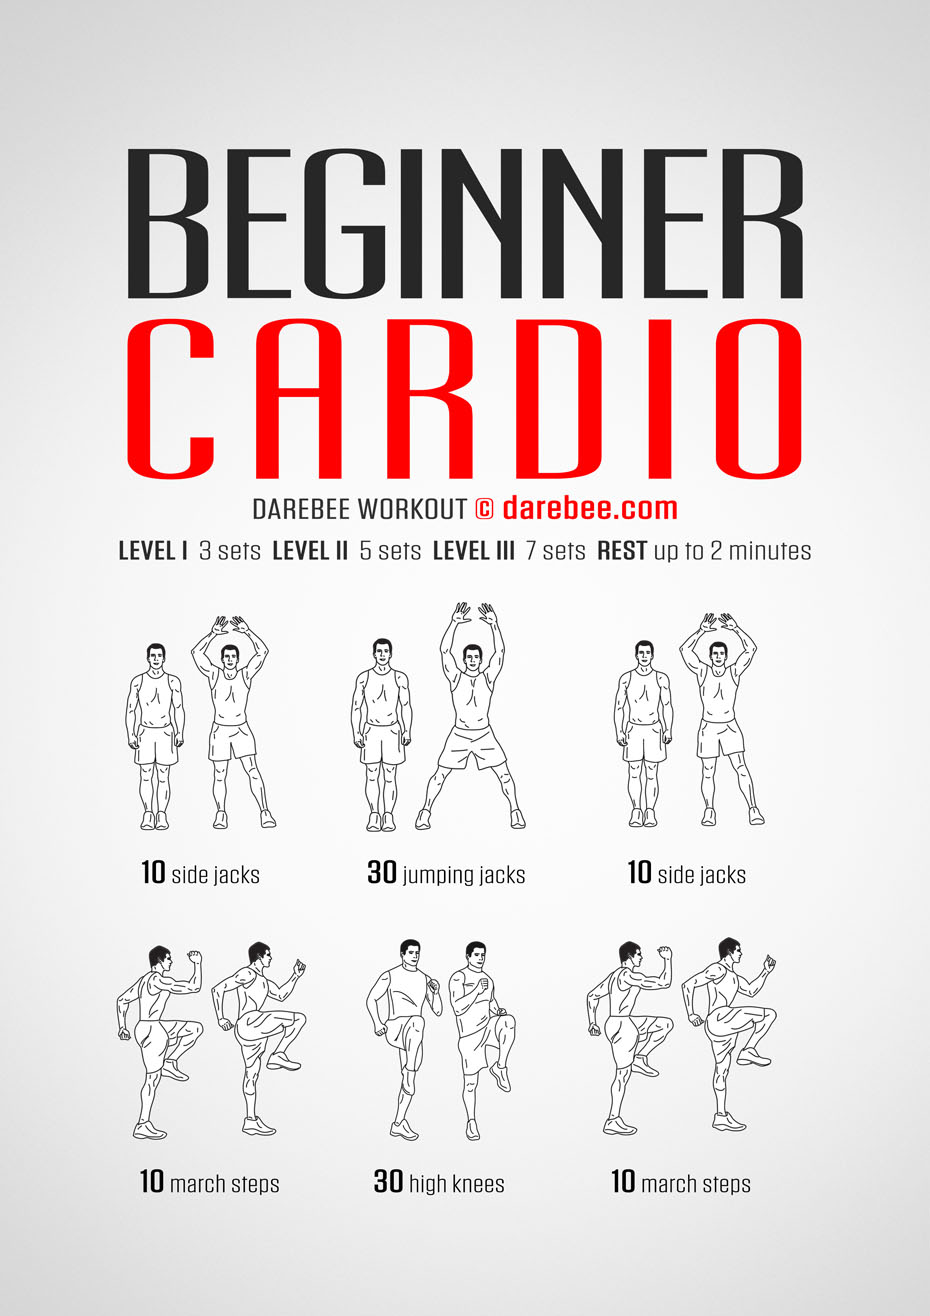 BEGINNER
CARDIO
DAREBEE WORKOUT © darebee.com
LEVEL I 3 sets LEVEL II 5 sets LEVEL III 7 sets REST up to 2 minutes
10 side jacks 30 jumping jacks 10 side jacks
10 march steps 30 high knees 10 march steps